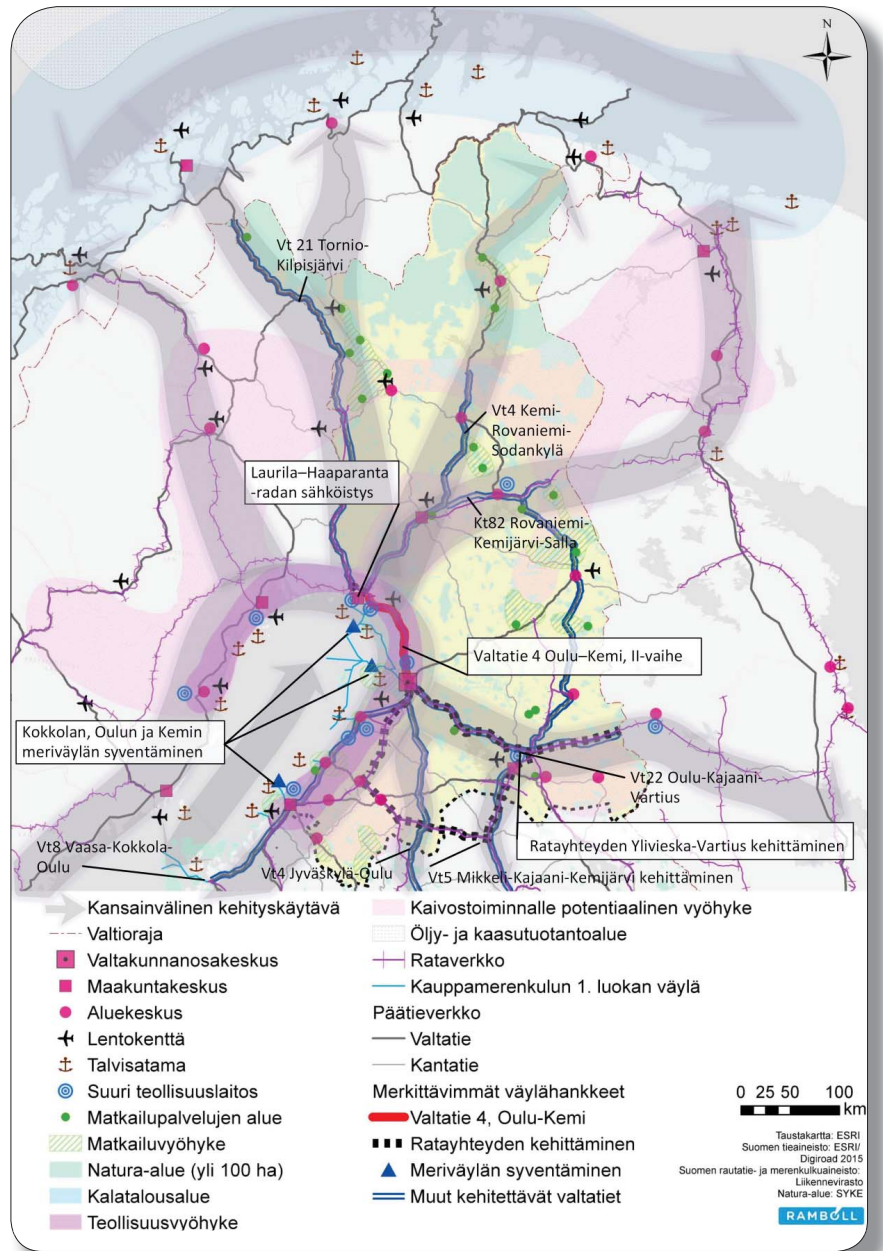 N
Vt 21 Tornio-
Kilpisjärvi
Vt4 Kemi-
Rovaniemi-
Sodankylä
Laurila–Haaparanta
-radan sähköistys
Kt82 Rovaniemi-
Kemijärvi-Salla
Valtatie 4 Oulu–Kemi, II-vaihe
Kokkolan, Oulun ja Kemin
meriväylän syventäminen
Vt22 Oulu-Kajaani-
Vartius
Vt8 Vaasa-Kokkola-
Oulu
Vt4 Jyväskylä-Oulu
Ratayhteyden Ylivieska-Vartius kehittäminen
Vt5 Mikkeli-Kajaani-Kemijärvi kehittäminen
Kansainvälinen kehityskäytävä
Valtioraja
Valtakunnanosakeskus
Maakuntakeskus
Aluekeskus
Lentokenttä
Talvisatama
Suuri teollisuuslaitos
Matkailupalvelujen alue
Matkailuvyöhyke
Natura-alue (yli 100 ha)
Kalatalousalue
Teollisuusvyöhyke
Kaivostoiminnalle potentiaalinen vyöhyke
Öljy- ja kaasutuotantoalue
Rataverkko
Kauppamerenkulun 1. luokan väylä
Päätieverkko
Valtatie
Kantatie
Merkittävimmät väylähankkeet
Valtatie 4, Oulu-Kemi
Ratayhteyden kehittäminen
Meriväylän syventäminen
Muut kehitettävät valtatiet
0 25 50 100
km
Taustakartta: ESRI
Suomen tieaineisto: ESRI/
Digiroad 2015
Suomen rautatie- ja merenkulkuaineisto:
Liikennevirasto
Natura-alue: SYKE
RAMBOLL